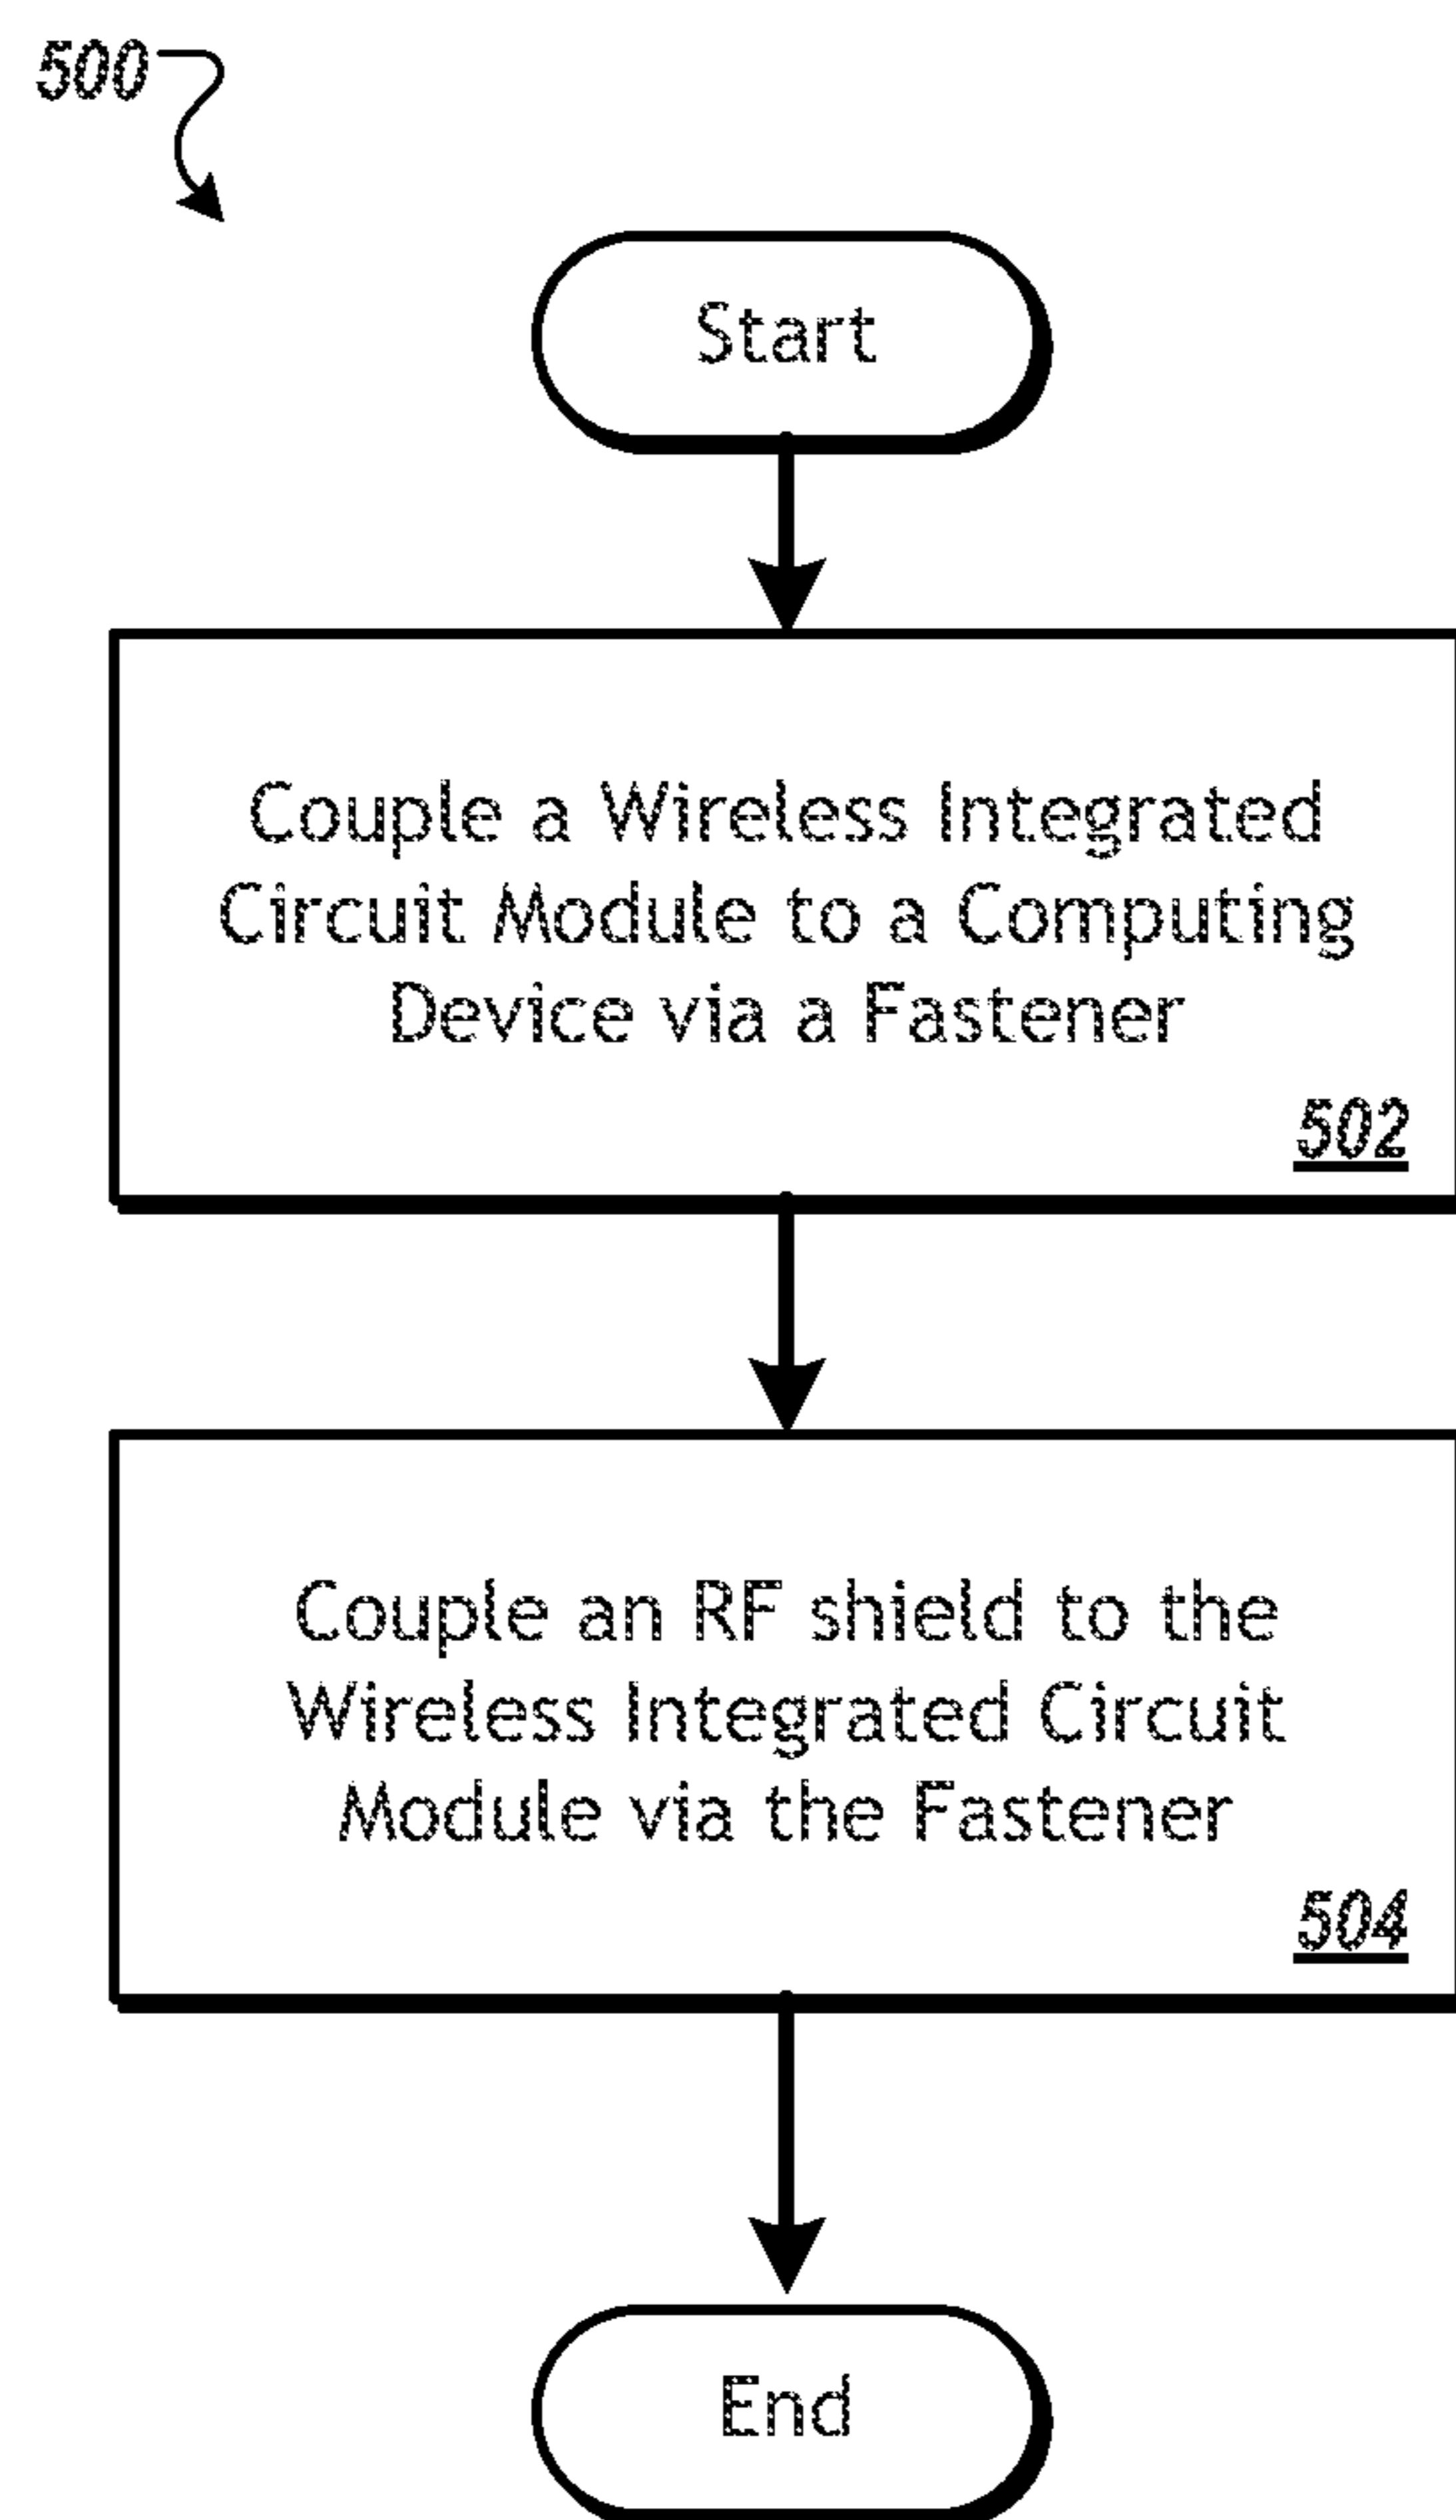 500
Start
Couple a Wireless Integrated
Circuit Module to a Computing
Device via a Fastener
502
Couple an RF shield to the
Wireless Integrated Circuit
Module via the Fastener
504
End